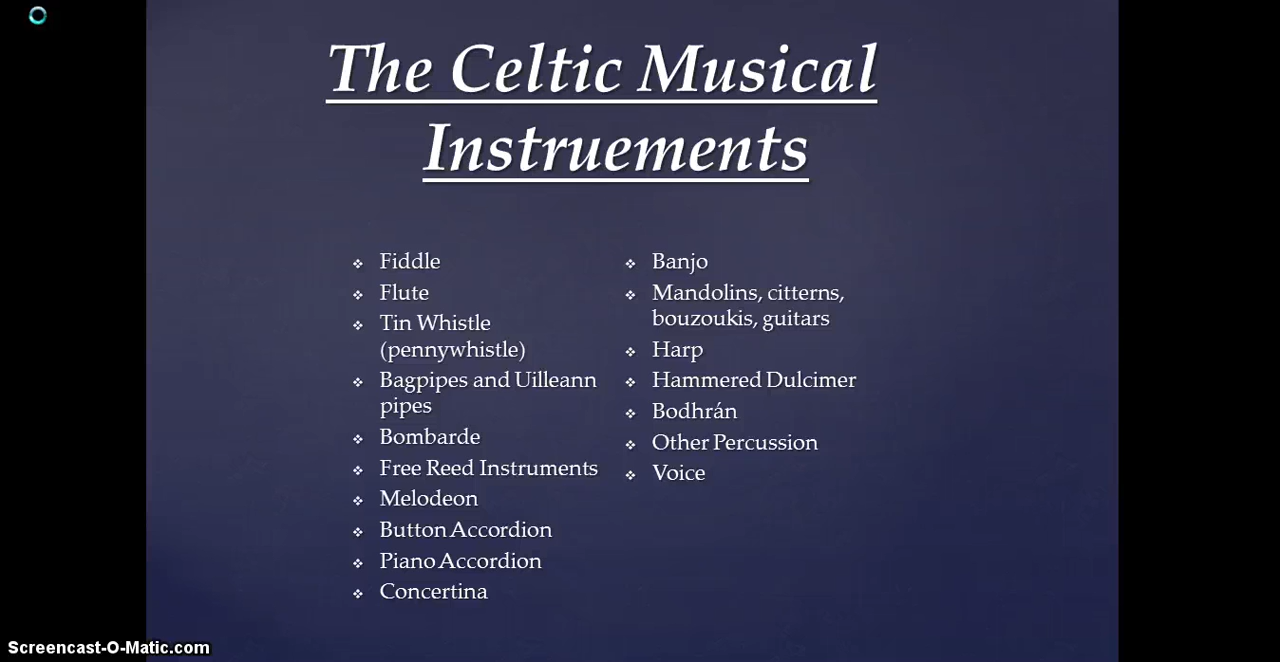 The Celtic Musical
Instruements
Fiddle
Flute
Tin Whistle
(pennywhistle)
Bagpipes and Uilleann
pipes
Bombarde
Free Reed Instruments
Melodeon
Button Accordion
Piano Accordion
Concertina
Banjo
Mandolins, citterns,
bouzoukis, guitars
Harp
Hammered Dulcimer
Bodhrán
Other Percussion
Voice
Screencast-O-Matic.com